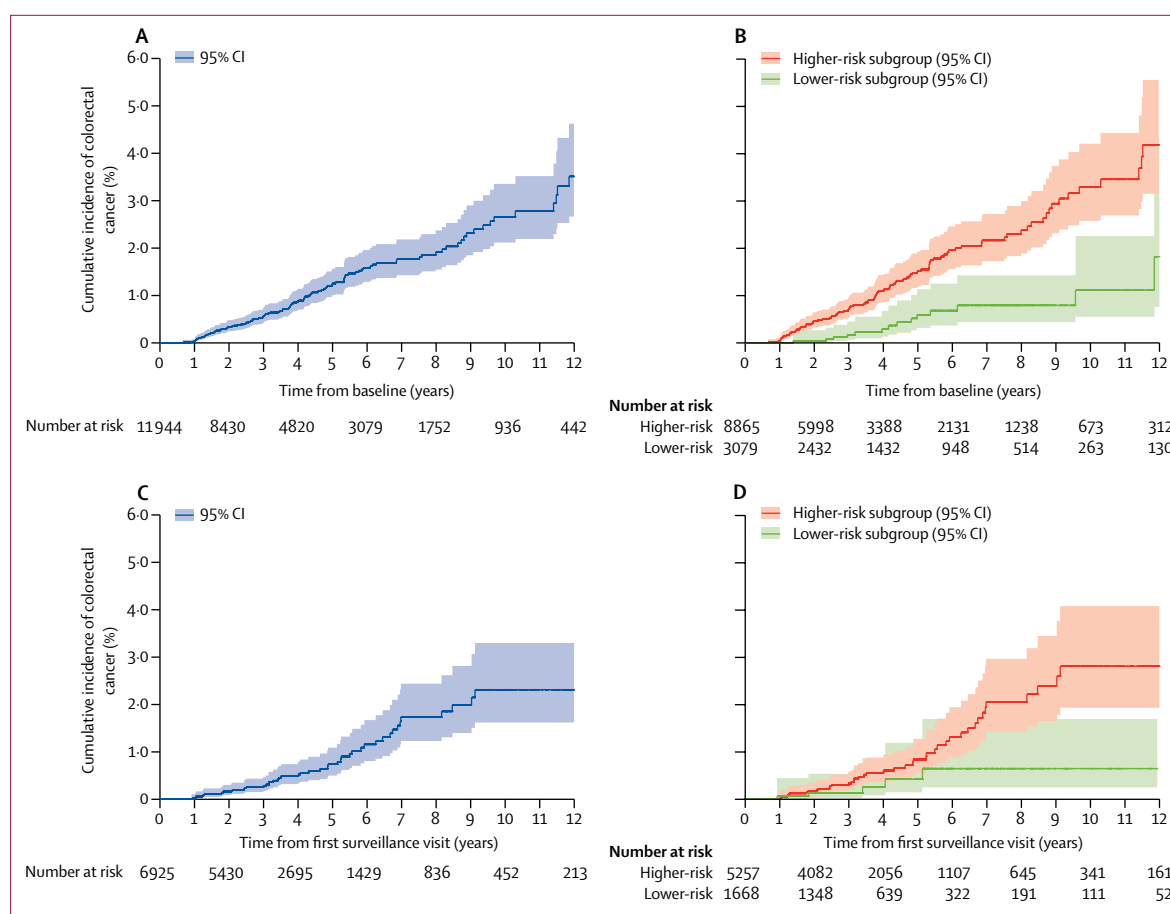 A
95% CI
6·0
5·0
4·0
3·0
2·0
1·0
0
Cumulative incidence of colorectal
cancer (%)
0 1 2 3 4 5 6 7 8 9 10 11 12
Time from baseline (years)
Number at risk 11944 8430 4820 3079 1752 936 442
B
Higher-risk subgroup (95% CI)
Lower-risk subgroup (95% CI)
0 1 2 3 4 5 6 7 8 9 10 11 12
Time from baseline (years)
Number at risk
Higher-risk 8865 5998 3388 2131 1238 673 312
Lower-risk 3079 2432 1432 948 514 263 130
C
95% CI
6·0
5·0
4·0
3·0
2·0
1·0
0
Cumulative incidence of colorectal
cancer (%)
0 1 2 3 4 5 6 7 8 9 10 11 12
Time from first surveillance visit (years)
Number at risk 6925 5430 2695 1429 836 452 213
D
Higher-risk subgroup (95% CI)
Lower-risk subgroup (95% CI)
0 1 2 3 4 5 6 7 8 9 10 11 12
Time from first surveillance visit (years)
Number at risk
Higher-risk 5257 4082 2056 1107 645 341 161
Lower-risk 1668 1348 639 322 191 111 52